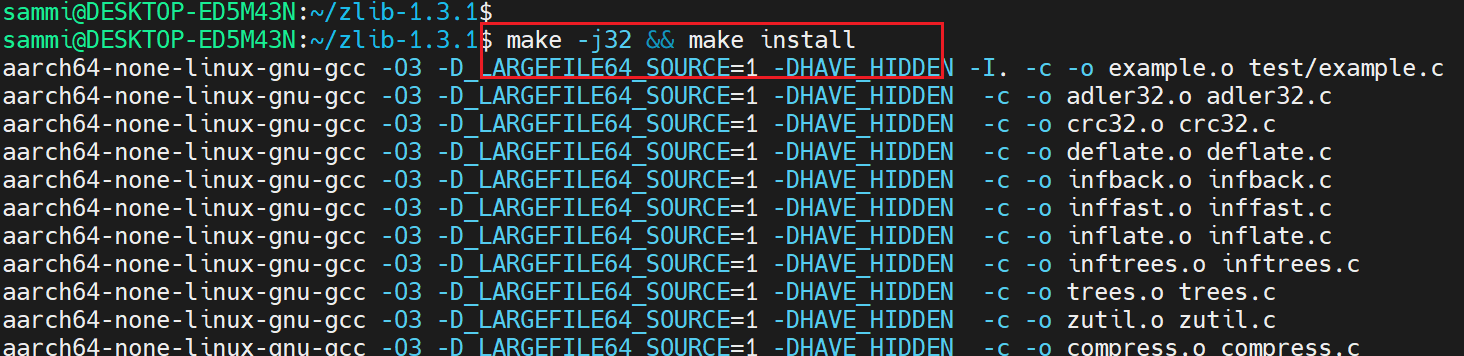 sammi@DESKTOP-ED5M43N:~/zlib-1.3.1$
sammi@DESKTOP-ED5M43N:~/zlib-1.3.1$ make -j32 && make install
aarch64-none-linux-gnu-gcc -O3 -D_LARGEFILE64_SOURCE=1 -DHAVE_HIDDEN -I. -c -o example.o test/example.c
aarch64-none-linux-gnu-gcc -O3 -D_LARGEFILE64_SOURCE=1 -DHAVE_HIDDEN  -c -o adler32.o adler32.c
aarch64-none-linux-gnu-gcc -O3 -D_LARGEFILE64_SOURCE=1 -DHAVE_HIDDEN  -c -o crc32.o crc32.c
aarch64-none-linux-gnu-gcc -O3 -D_LARGEFILE64_SOURCE=1 -DHAVE_HIDDEN  -c -o deflate.o deflate.c
aarch64-none-linux-gnu-gcc -O3 -D_LARGEFILE64_SOURCE=1 -DHAVE_HIDDEN  -c -o infback.o infback.c
aarch64-none-linux-gnu-gcc -O3 -D_LARGEFILE64_SOURCE=1 -DHAVE_HIDDEN  -c -o inffast.o inffast.c
aarch64-none-linux-gnu-gcc -O3 -D_LARGEFILE64_SOURCE=1 -DHAVE_HIDDEN  -c -o inflate.o inflate.c
aarch64-none-linux-gnu-gcc -O3 -D_LARGEFILE64_SOURCE=1 -DHAVE_HIDDEN  -c -o inftrees.o inftrees.c
aarch64-none-linux-gnu-gcc -O3 -D_LARGEFILE64_SOURCE=1 -DHAVE_HIDDEN  -c -o trees.o trees.c
aarch64-none-linux-gnu-gcc -O3 -D_LARGEFILE64_SOURCE=1 -DHAVE_HIDDEN  -c -o zutil.o zutil.c
aarch64-none-linux-gnu-gcc -O3 -D_LARGEFILE64_SOURCE=1 -DHAVE_HIDDEN  -c -o compress.o compress.c